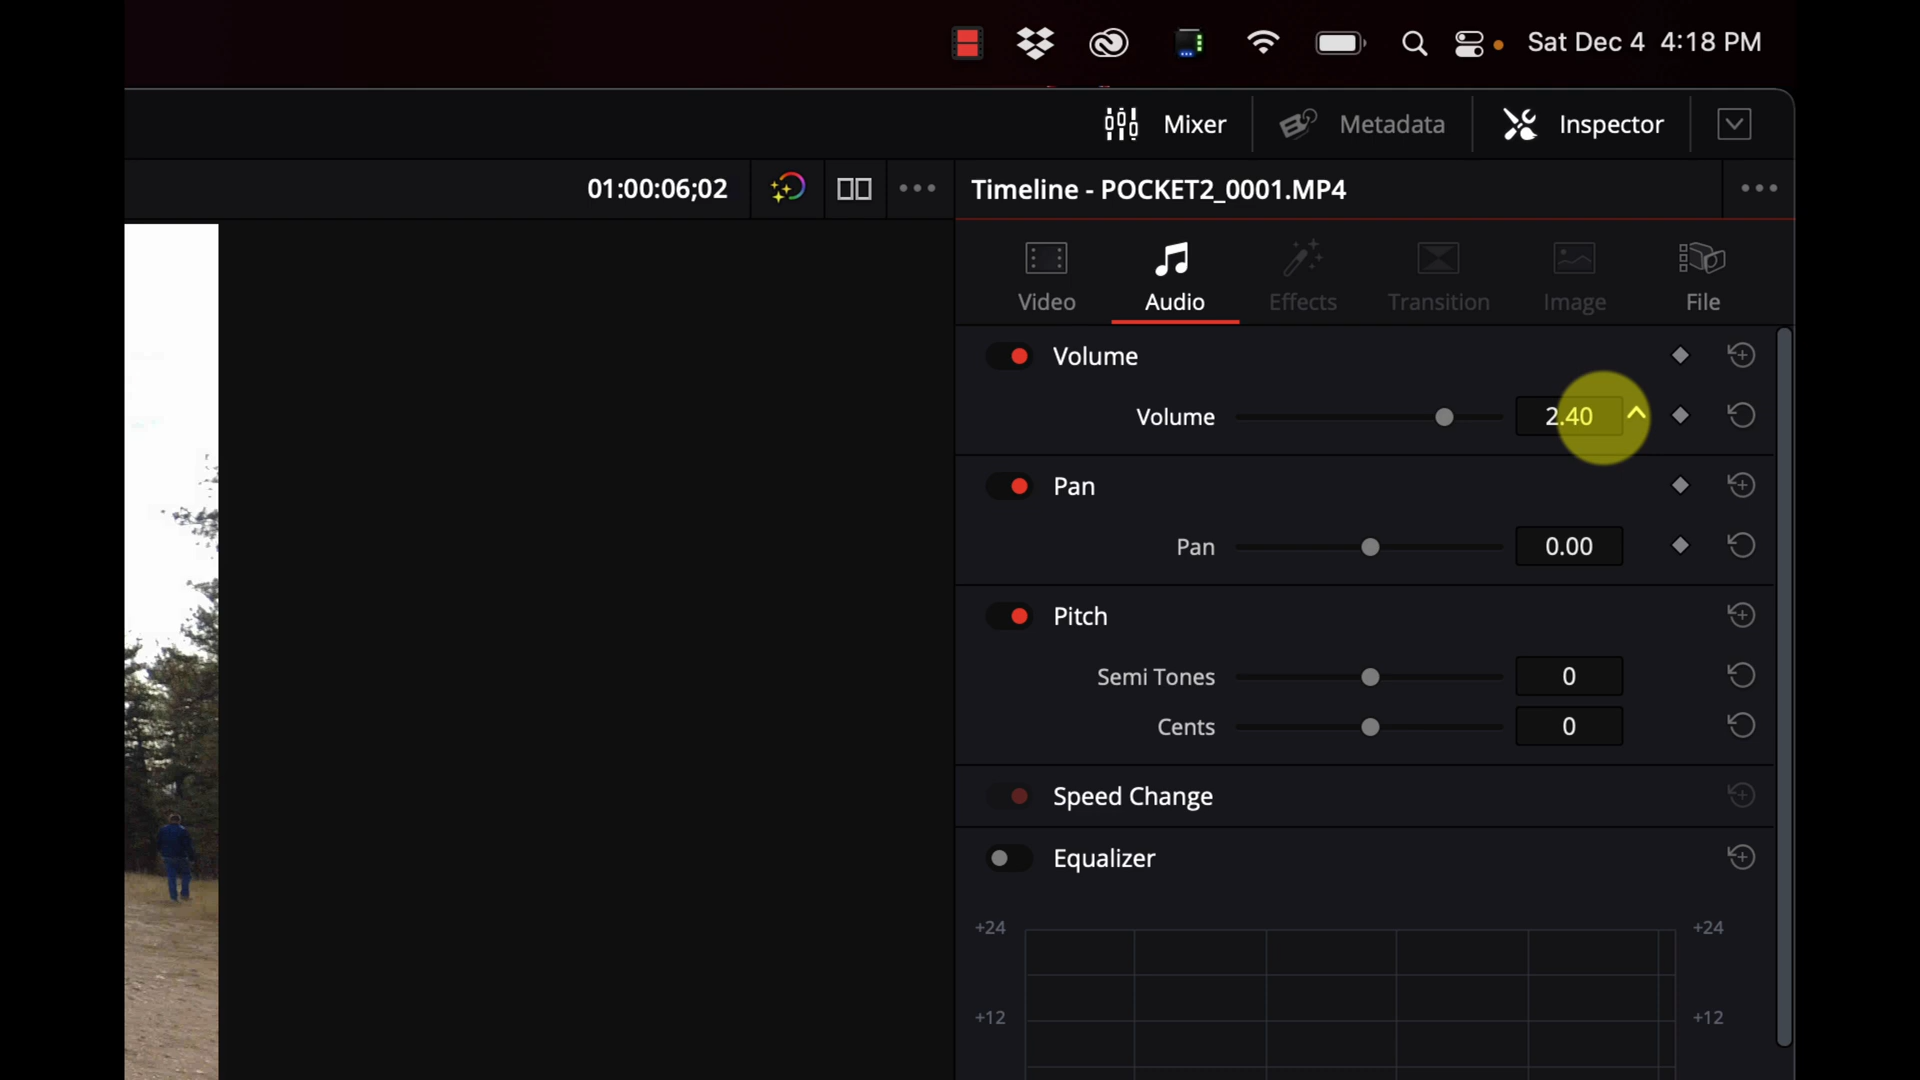 Sat Dec 4 4:18 PM
Mixer Metadata Inspector
01:00:06;02
Timeline - POCKET2_0001.MP4
Video Audio Effects Transition Image File
Volume
Volume 2.40
Pan
Pan 0.00
Pitch
Semi Tones 0
Cents 0
Speed Change
Equalizer
+24 +24
+12 +12